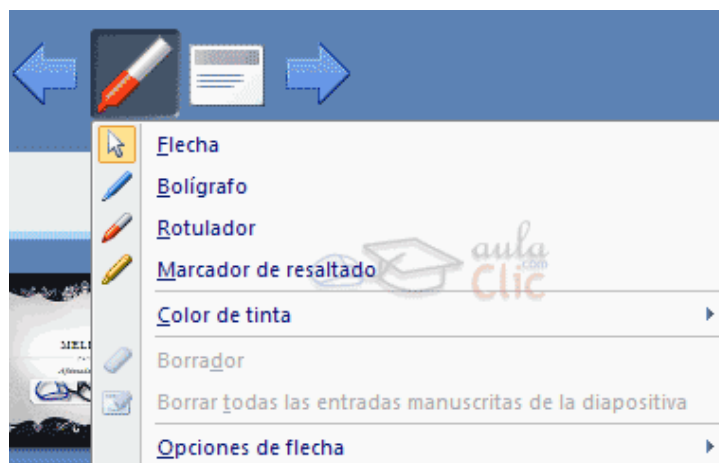 Flecha
Bolígrafo
Rotulador
Marcador de resaltado
aula
.com
Clic
Color de tinta
Borrador
Borrar todas las entradas manuscritas de la diapositiva
Opciones de flecha